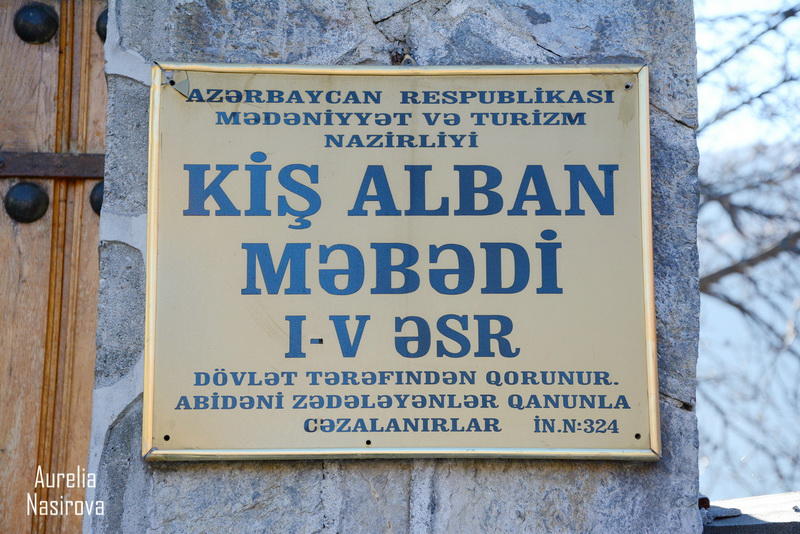 AZƏRBAYCAN RESPUBLİKASI
MƏDƏNİYYƏT VƏ TURİZM
NAZİRLİYİ
KİŞ ALBAN
MƏBƏDİ
I-V ƏSR
DÖVLƏT TƏRƏFİNDƏN QORUNUR.
ABİDƏNİ ZƏDƏLƏYƏNLƏR QANUNLA
CƏZALANIRLAR İN.N:324
Aurelia
Nasirova